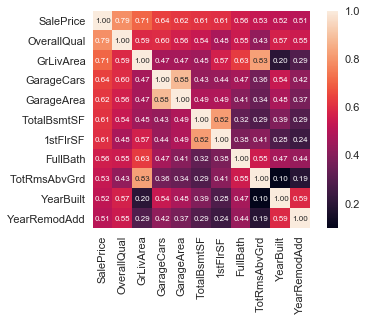 SalePrice 1.00 0.79 0.71 0.64 0.62 0.61 0.61 0.56 0.53 0.52 0.51
OverallQual 0.79 1.00 0.59 0.60 0.56 0.54 0.48 0.55 0.43 0.57 0.55
GrLivArea 0.71 0.59 1.00 0.47 0.47 0.45 0.57 0.63 0.83 0.20 0.29
GarageCars 0.64 0.60 0.47 1.00 0.88 0.43 0.44 0.47 0.36 0.54 0.42
GarageArea 0.62 0.56 0.47 0.88 1.00 0.49 0.49 0.41 0.34 0.48 0.37
TotalBsmtSF 0.61 0.54 0.45 0.43 0.49 1.00 0.82 0.32 0.29 0.39 0.29
1stFlrSF 0.61 0.48 0.57 0.44 0.49 0.82 1.00 0.38 0.41 0.28 0.24
FullBath 0.56 0.55 0.63 0.47 0.41 0.32 0.38 1.00 0.55 0.47 0.44
TotRmsAbvGrd 0.53 0.43 0.83 0.36 0.34 0.29 0.41 0.55 1.00 0.10 0.19
YearBuilt 0.52 0.57 0.20 0.54 0.48 0.39 0.28 0.47 0.10 1.00 0.59
YearRemodAdd 0.51 0.55 0.29 0.42 0.37 0.29 0.24 0.44 0.19 0.59 1.00
SalePrice OverallQual GrLivArea GarageCars GarageArea TotalBsmtSF 1stFlrSF FullBath TotRmsAbvGrd YearBuilt YearRemodAdd
1.0
0.8
0.6
0.4
0.2